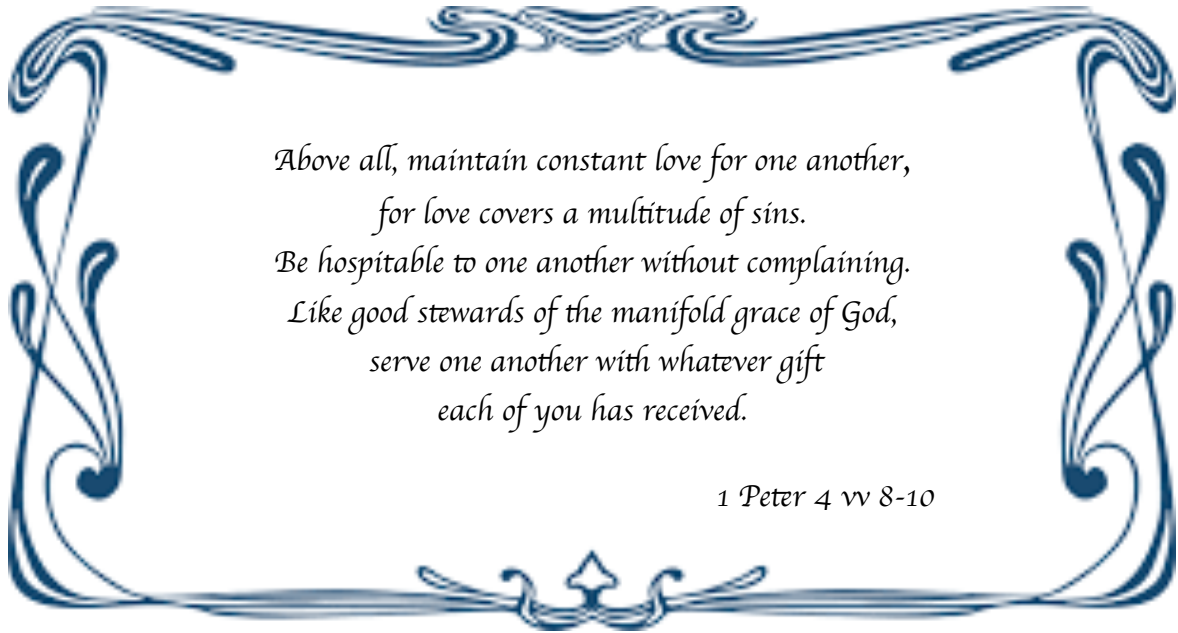 Above all, maintain constant love for one another,
for love covers a multitude of sins.
Be hospitable to one another without complaining.
Like good stewards of the manifold grace of God,
serve one another with whatever gift
each of you has received.
1 Peter 4 vv 8-10